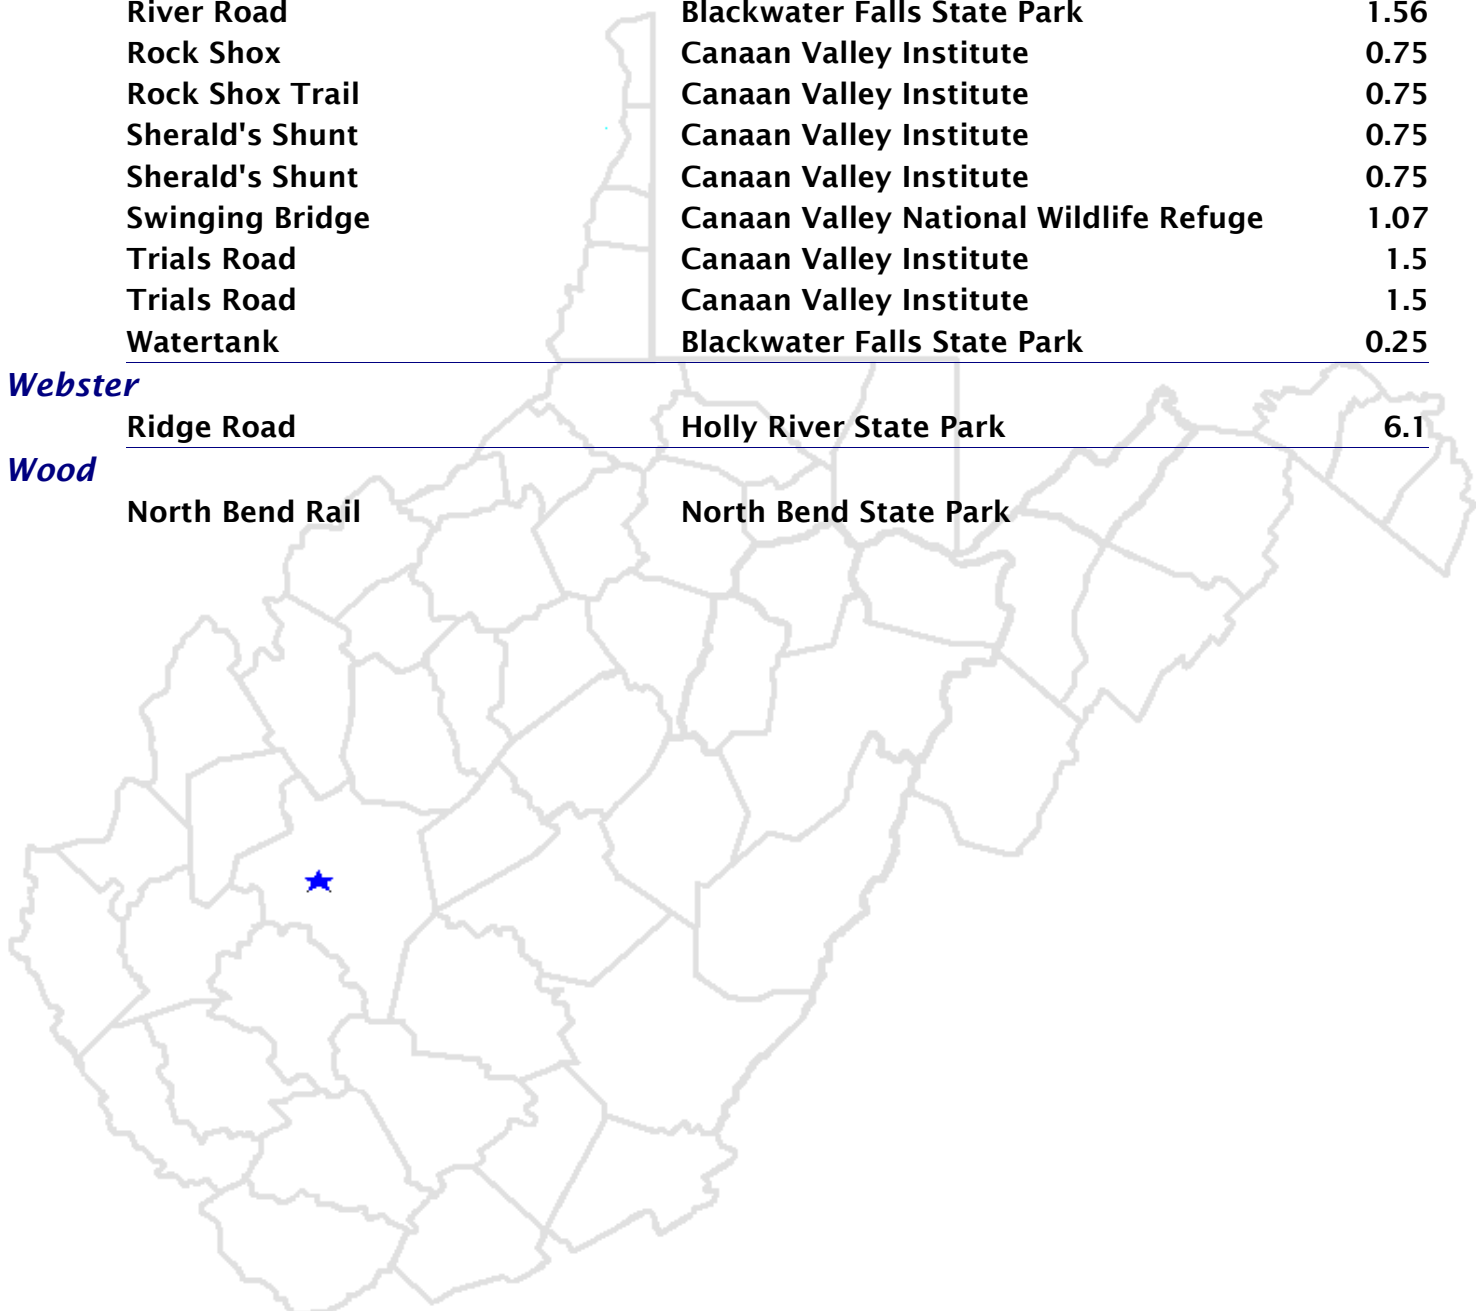 River Road Blackwater Falls State Park 1.56
Rock Shox Canaan Valley Institute 0.75
Rock Shox Trail Canaan Valley Institute 0.75
Sherald's Shunt Canaan Valley Institute 0.75
Sherald's Shunt Canaan Valley Institute 0.75
Swinging Bridge Canaan Valley National Wildlife Refuge 1.07
Trials Road Canaan Valley Institute 1.5
Trials Road Canaan Valley Institute 1.5
Watertank Blackwater Falls State Park 0.25
Webster
Ridge Road Holly River State Park 6.1
Wood
North Bend Rail North Bend State Park